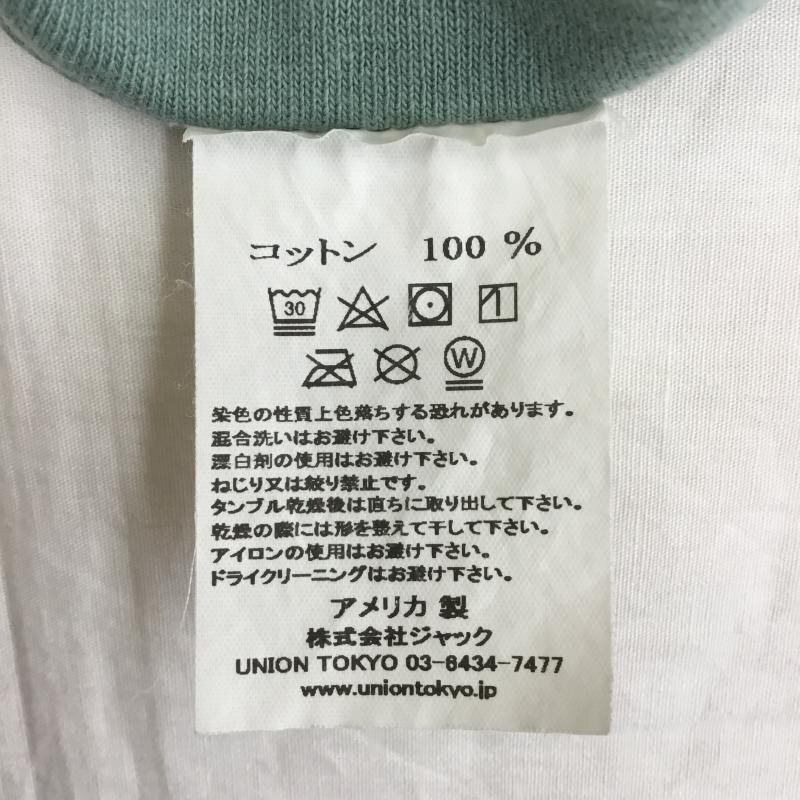 コットン 100 %
30
W
染色の性質上色落ちする恐れがあります。
混合洗いはお避け下さい。
漂白剤の使用はお避け下さい。
ねじり又は絞り禁止です。
タンブル乾燥後は直ちに取り出して下さい。
乾燥の際には形を整えて干して下さい。
アイロンの使用はお避け下さい。
ドライクリーニングはお避け下さい。
アメリカ 製
株式会社ジャック
UNION TOKYO 03-6434-7477
www.uniontokyo.jp